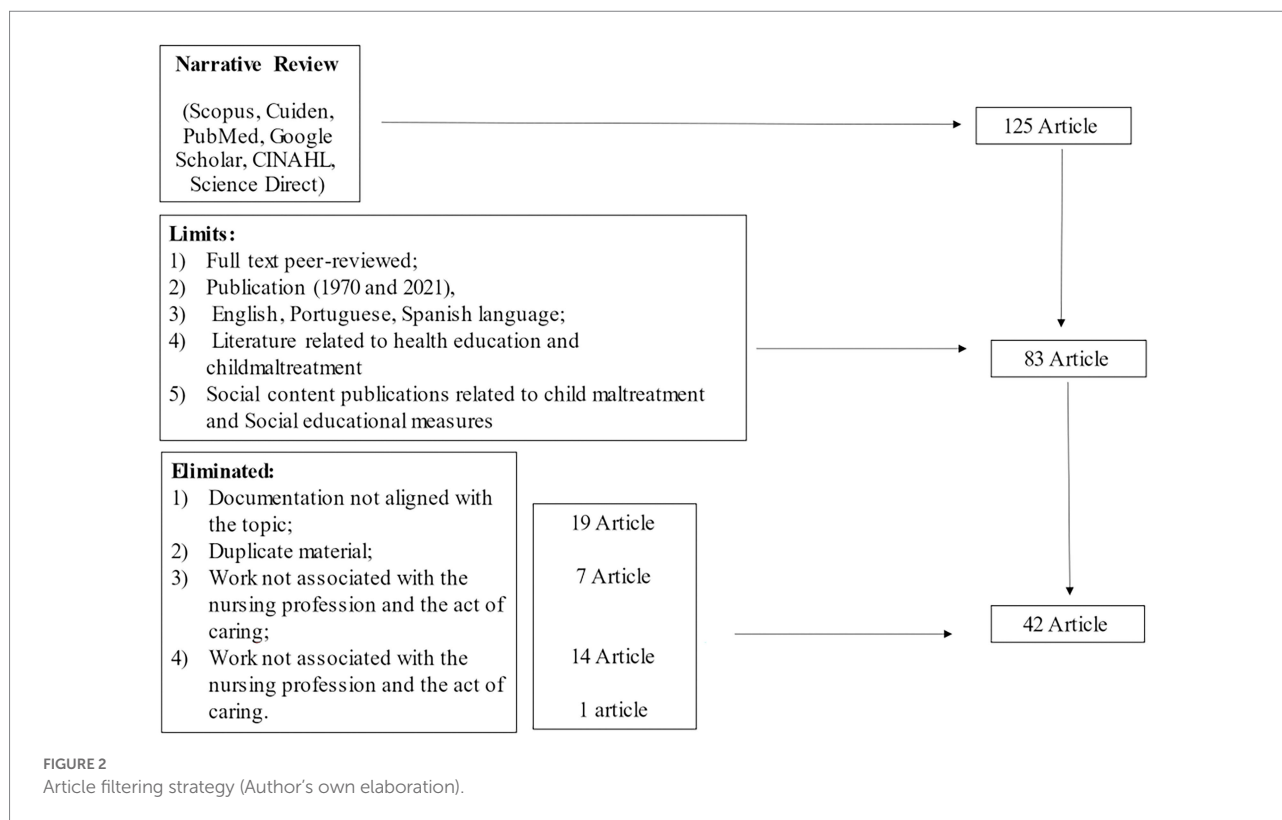 Narrative Review
(Scopus, Cuiden,
PubMed, Google
Scholar, CINAHL,
Science Direct)
125 Article
Limits:
1) Full text peer-reviewed;
2) Publication (1970 and 2021),
3) English, Portuguese, Spanish language;
4) Literature related to health education and
childmaltreatment
5) Social content publications related to child maltreatment
and Social educational measures
83 Article
Eliminated:
1) Documentation not aligned with
the topic;
2) Duplicate material;
3) Work not associated with the
nursing profession and the act of
caring;
4) Work not associated with the
nursing profession and the act of
caring.
19 Article
7 Article
14 Article
1 article
42 Article
FIGURE 2
Article filtering strategy (Author's own elaboration).